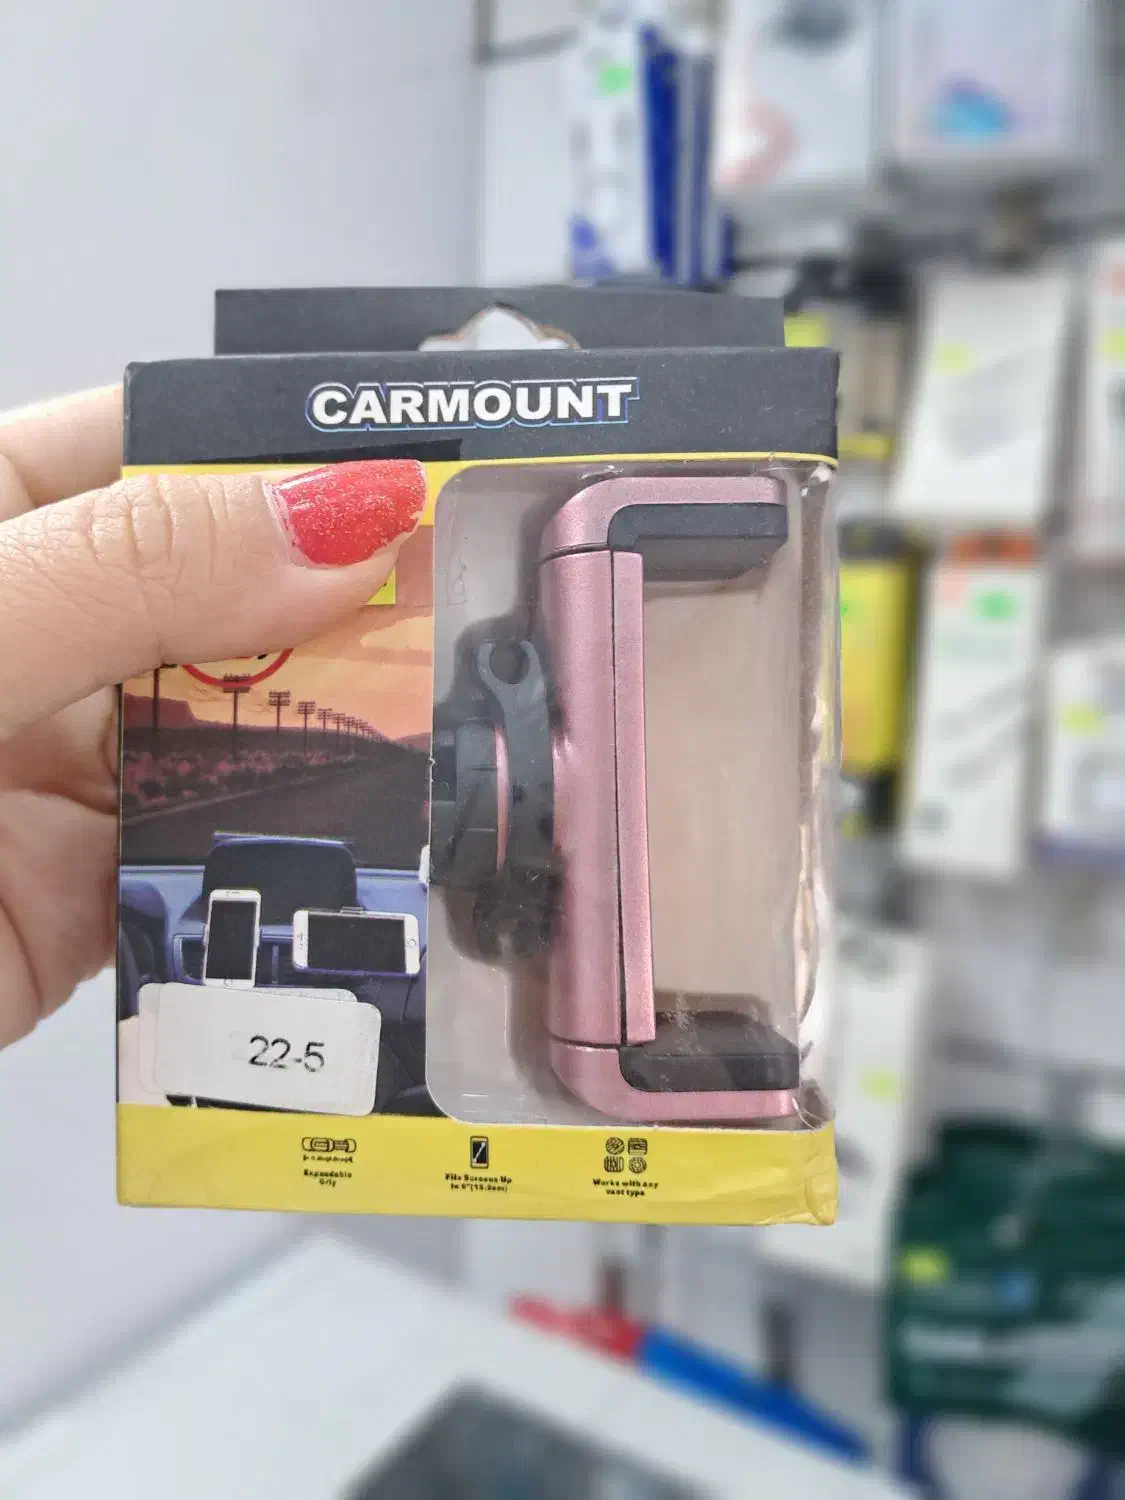 CARMOUNT
22-5
Expandable
Grip
Fits Screens Up
to 6"(15.2cm)
Works with any
vent type